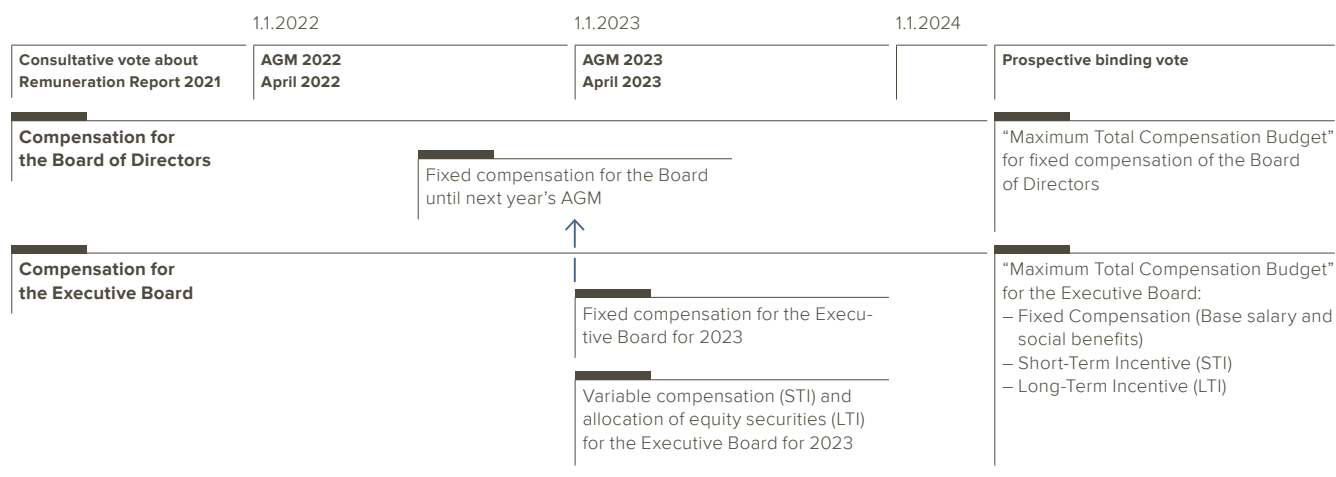 1.1.2022
1.1.2023
1.1.2024
Consultative vote about
Remuneration Report 2021
AGM 2022
April 2022
AGM 2023
April 2023
Prospective binding vote
Compensation for
the Board of Directors
Fixed compensation for the Board
until next year’s AGM
“Maximum Total Compensation Budget”
for fixed compensation of the Board
of Directors
Compensation for
the Executive Board
Fixed compensation for the Execu-
tive Board for 2023
Variable compensation (STI) and
allocation of equity securities (LTI)
for the Executive Board for 2023
“Maximum Total Compensation Budget”
for the Executive Board:
– Fixed Compensation (Base salary and
social benefits)
– Short-Term Incentive (STI)
– Long-Term Incentive (LTI)